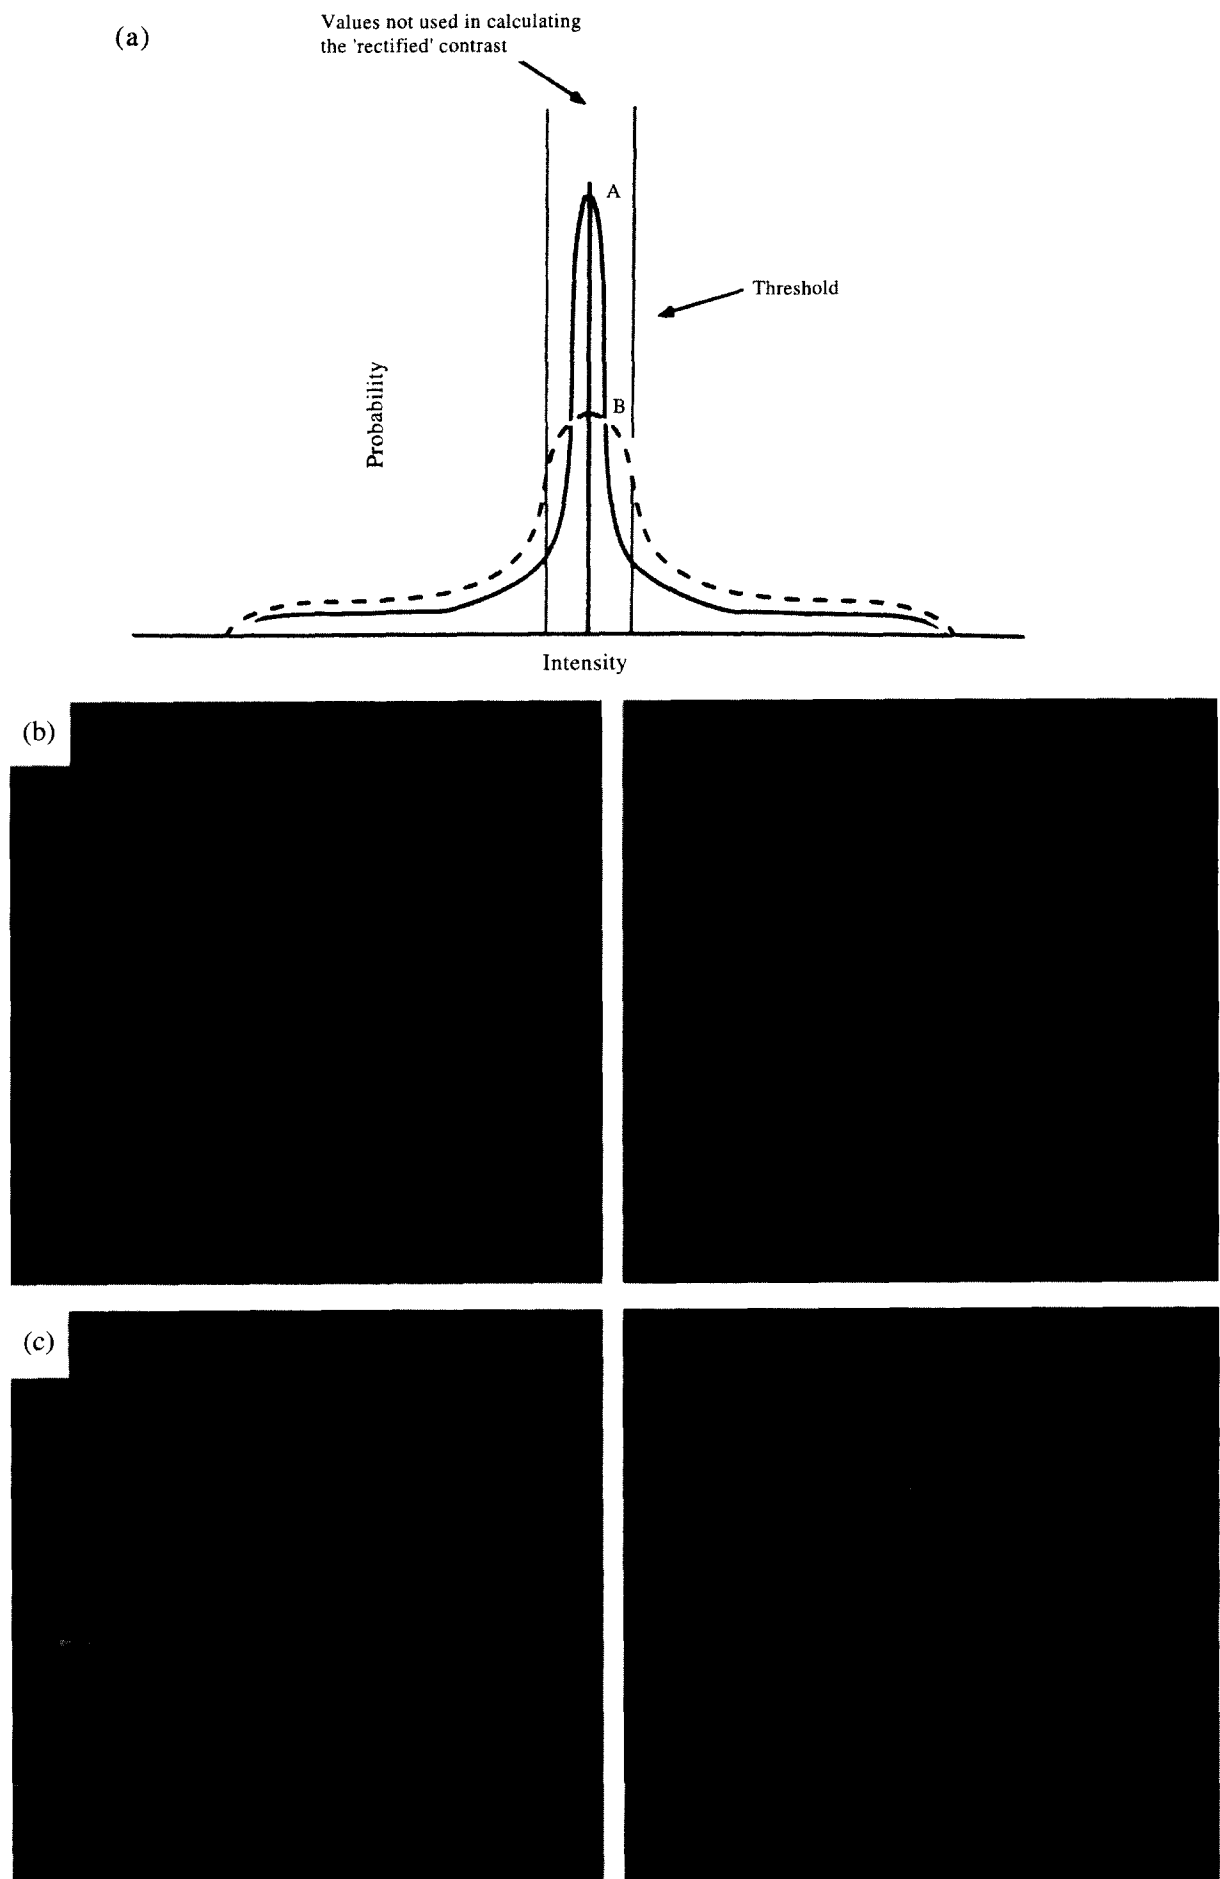 (a)
Values not used in calculating
the 'rectified' contrast
A
Threshold
B
Probability
Intensity
(b)
(c)